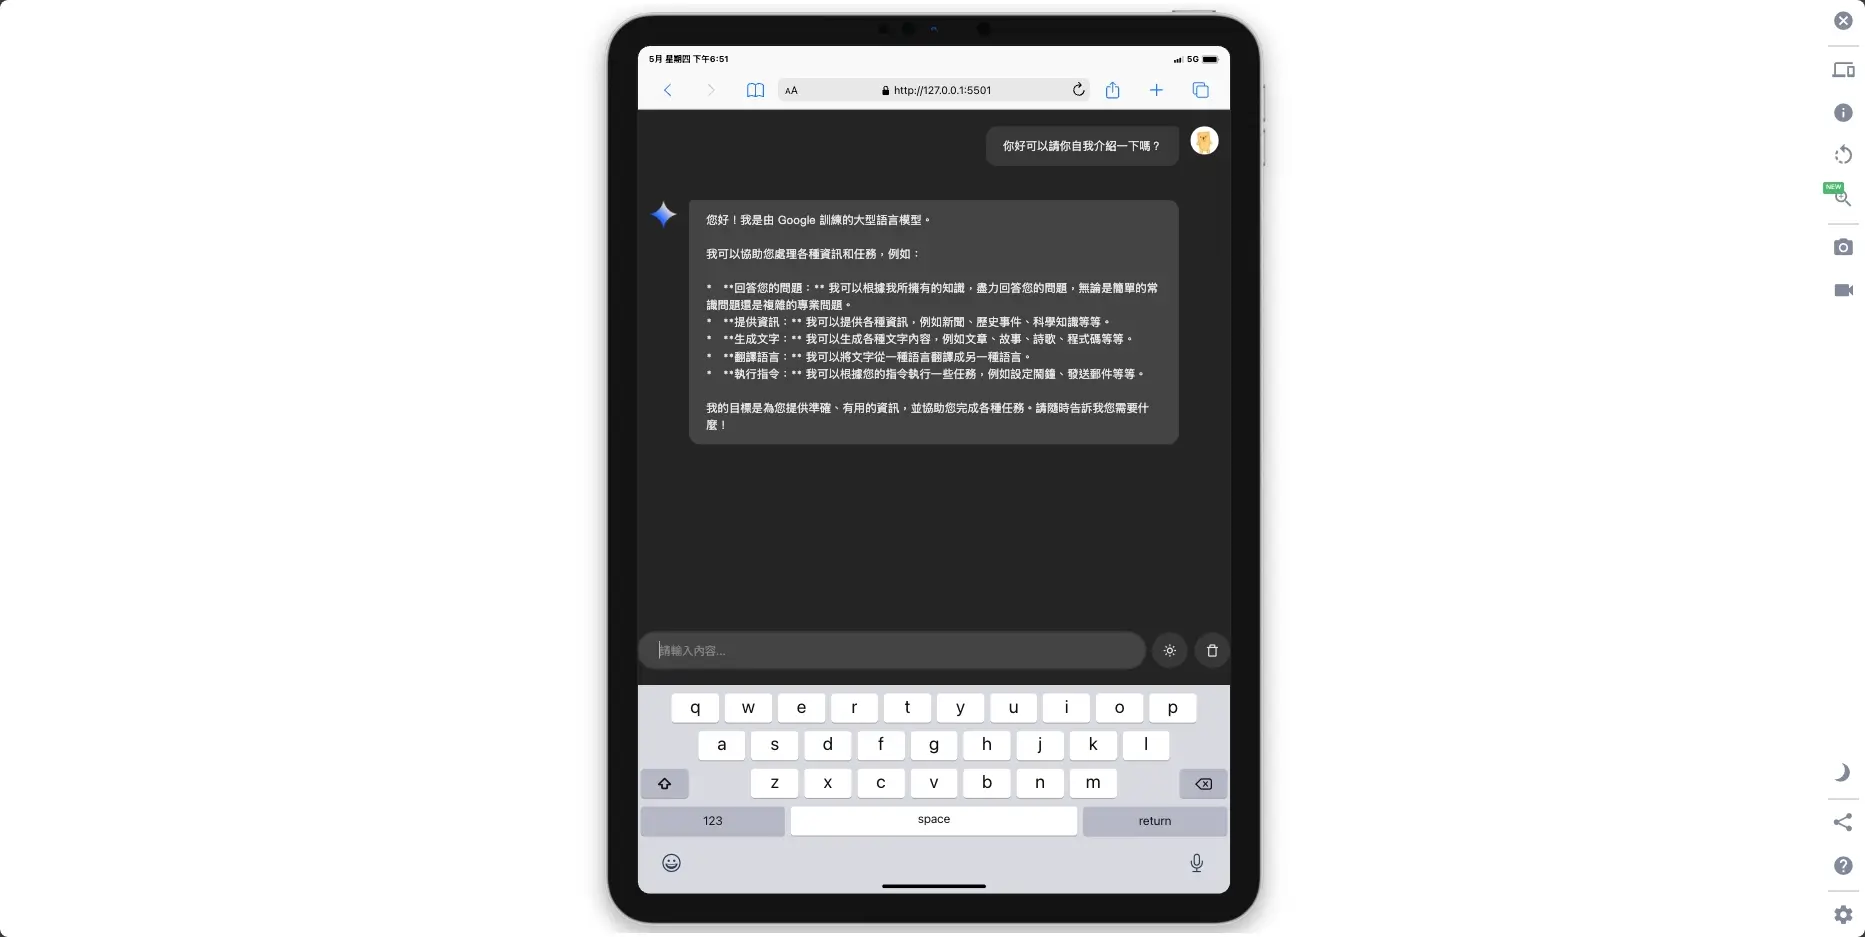 5月 星期四 下午6:51
5G
AA
http://127.0.0.1:5501
你好可以請你自我介紹一下嗎？
您好！我是由 Google 訓練的大型語言模型。
我可以協助您處理各種資訊和任務，例如：
* **回答您的問題：** 我可以根據我所擁有的知識，盡力回答您的問題，無論是簡單的常
識問題還是複雜的專業問題。
* **提供資訊：** 我可以提供各種資訊，例如新聞、歷史事件、科學知識等等。
* **生成文字：** 我可以生成各種文字內容，例如文章、故事、詩歌、程式碼等等。
* **翻譯語言：** 我可以將文字從一種語言翻譯成另一種語言。
* **執行指令：** 我可以根據您的指令執行一些任務，例如設定鬧鐘、發送郵件等等。
我的目標是為您提供準確、有用的資訊，並協助您完成各種任務。請隨時告訴我您需要什
麼！
請輸入內容...
q w e r t y u i o p
a s d f g h j k l
z x c v b n m
123 space return
NEW